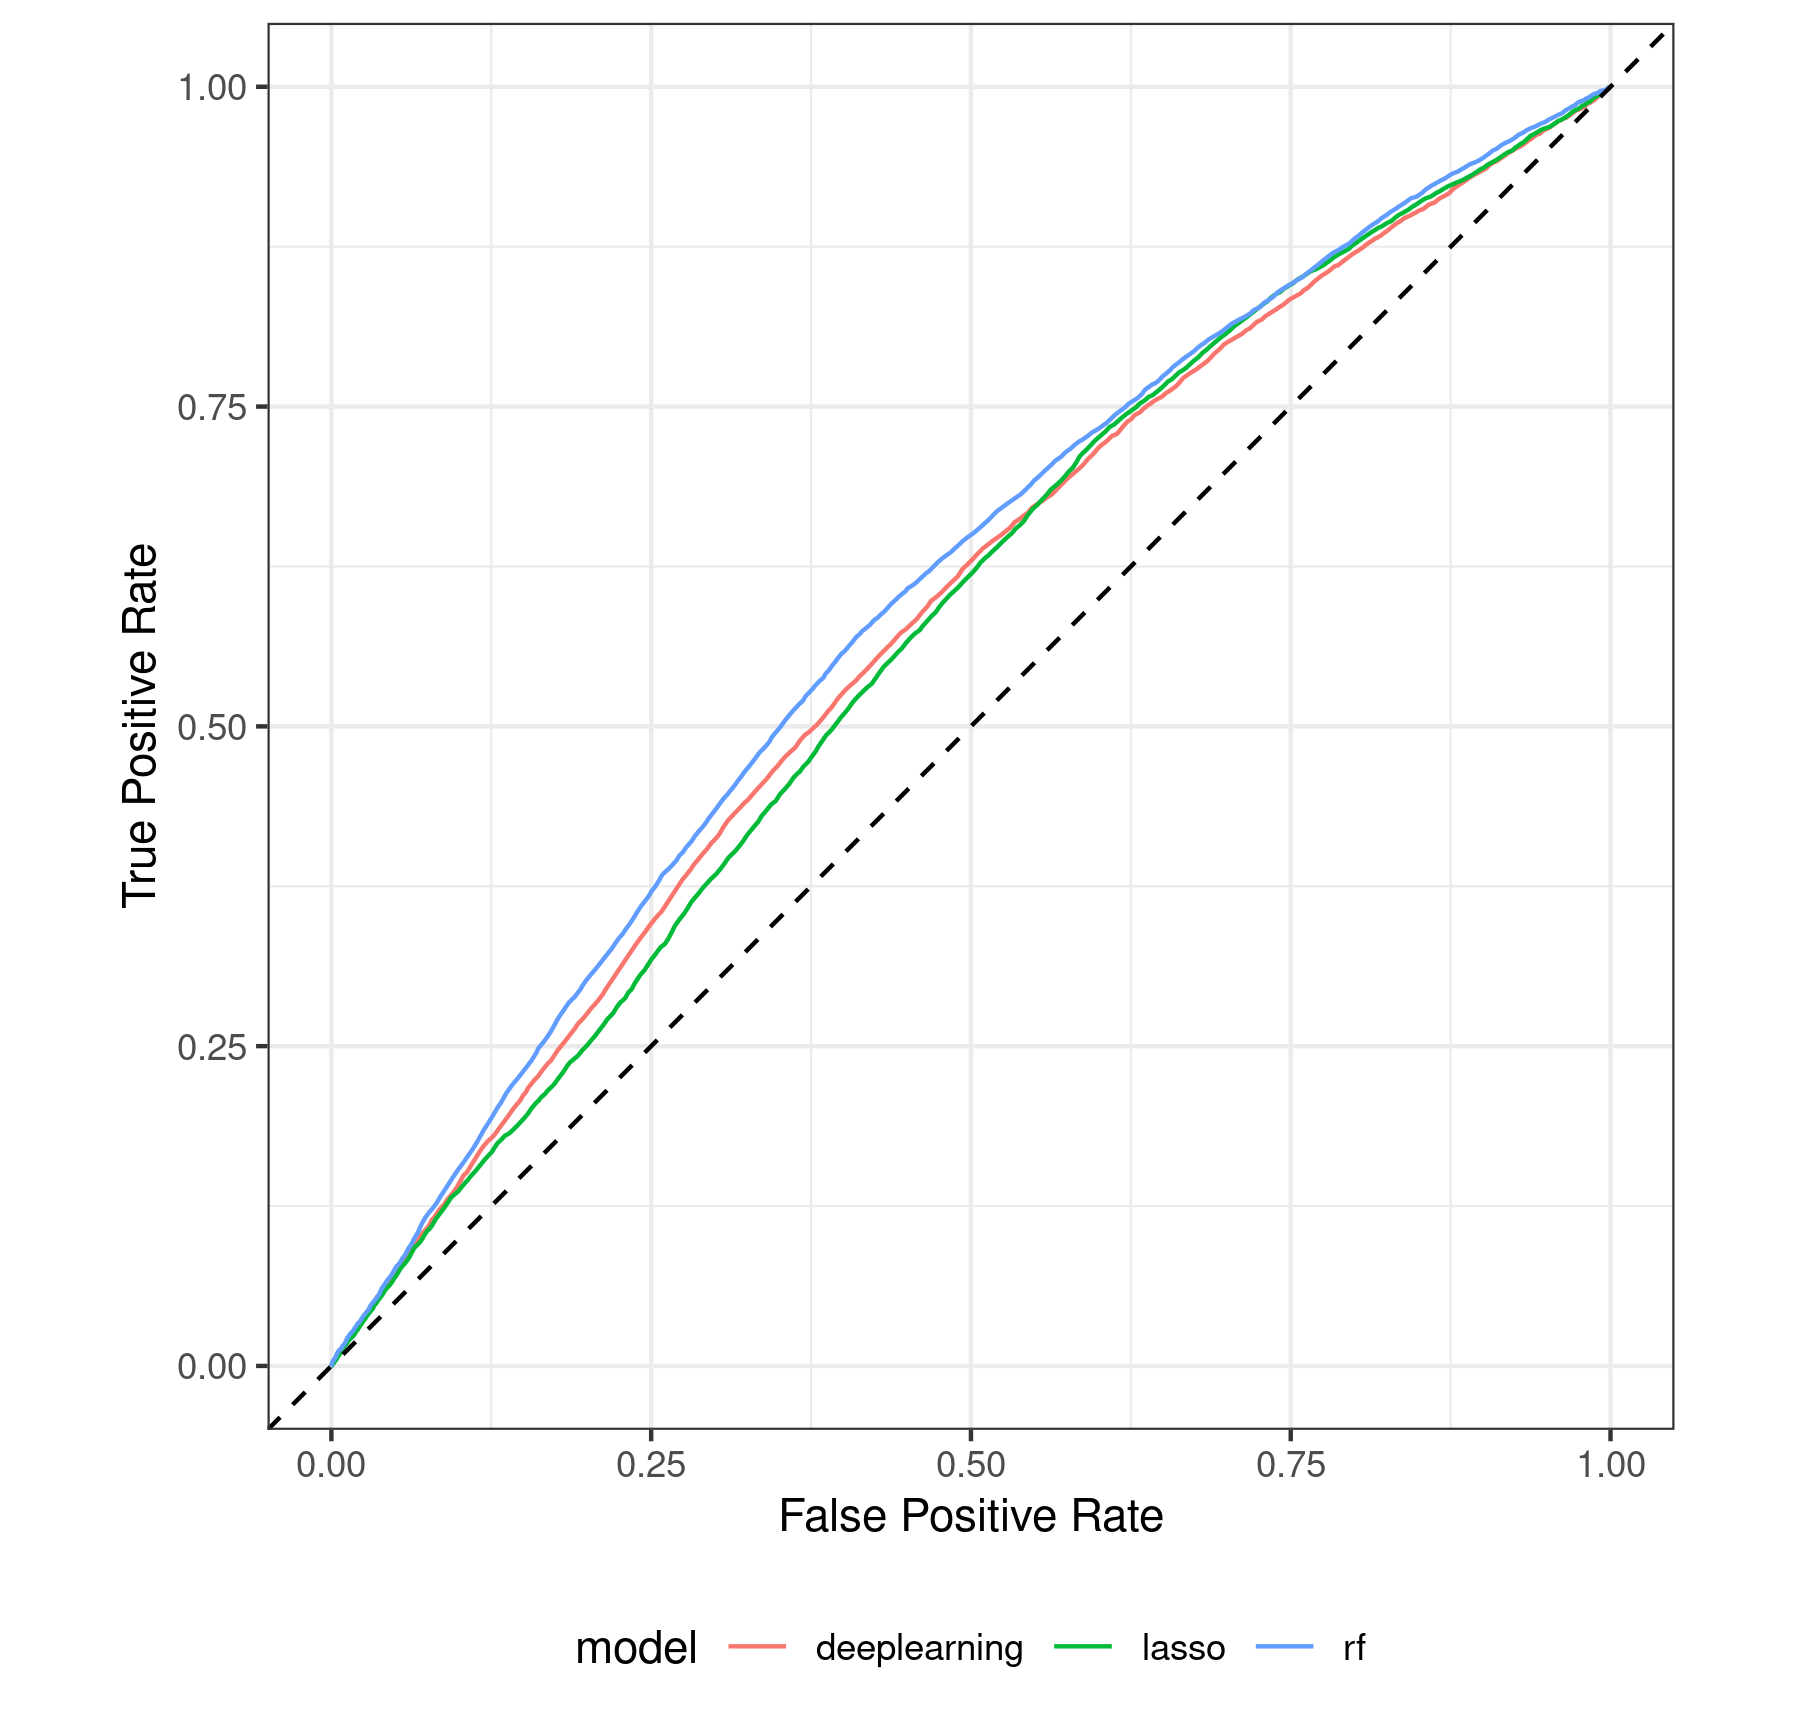 1.00
0.75
0.50
0.25
0.00
True Positive Rate
0.00 0.25 0.50 0.75 1.00
False Positive Rate
model deeplearning lasso rf